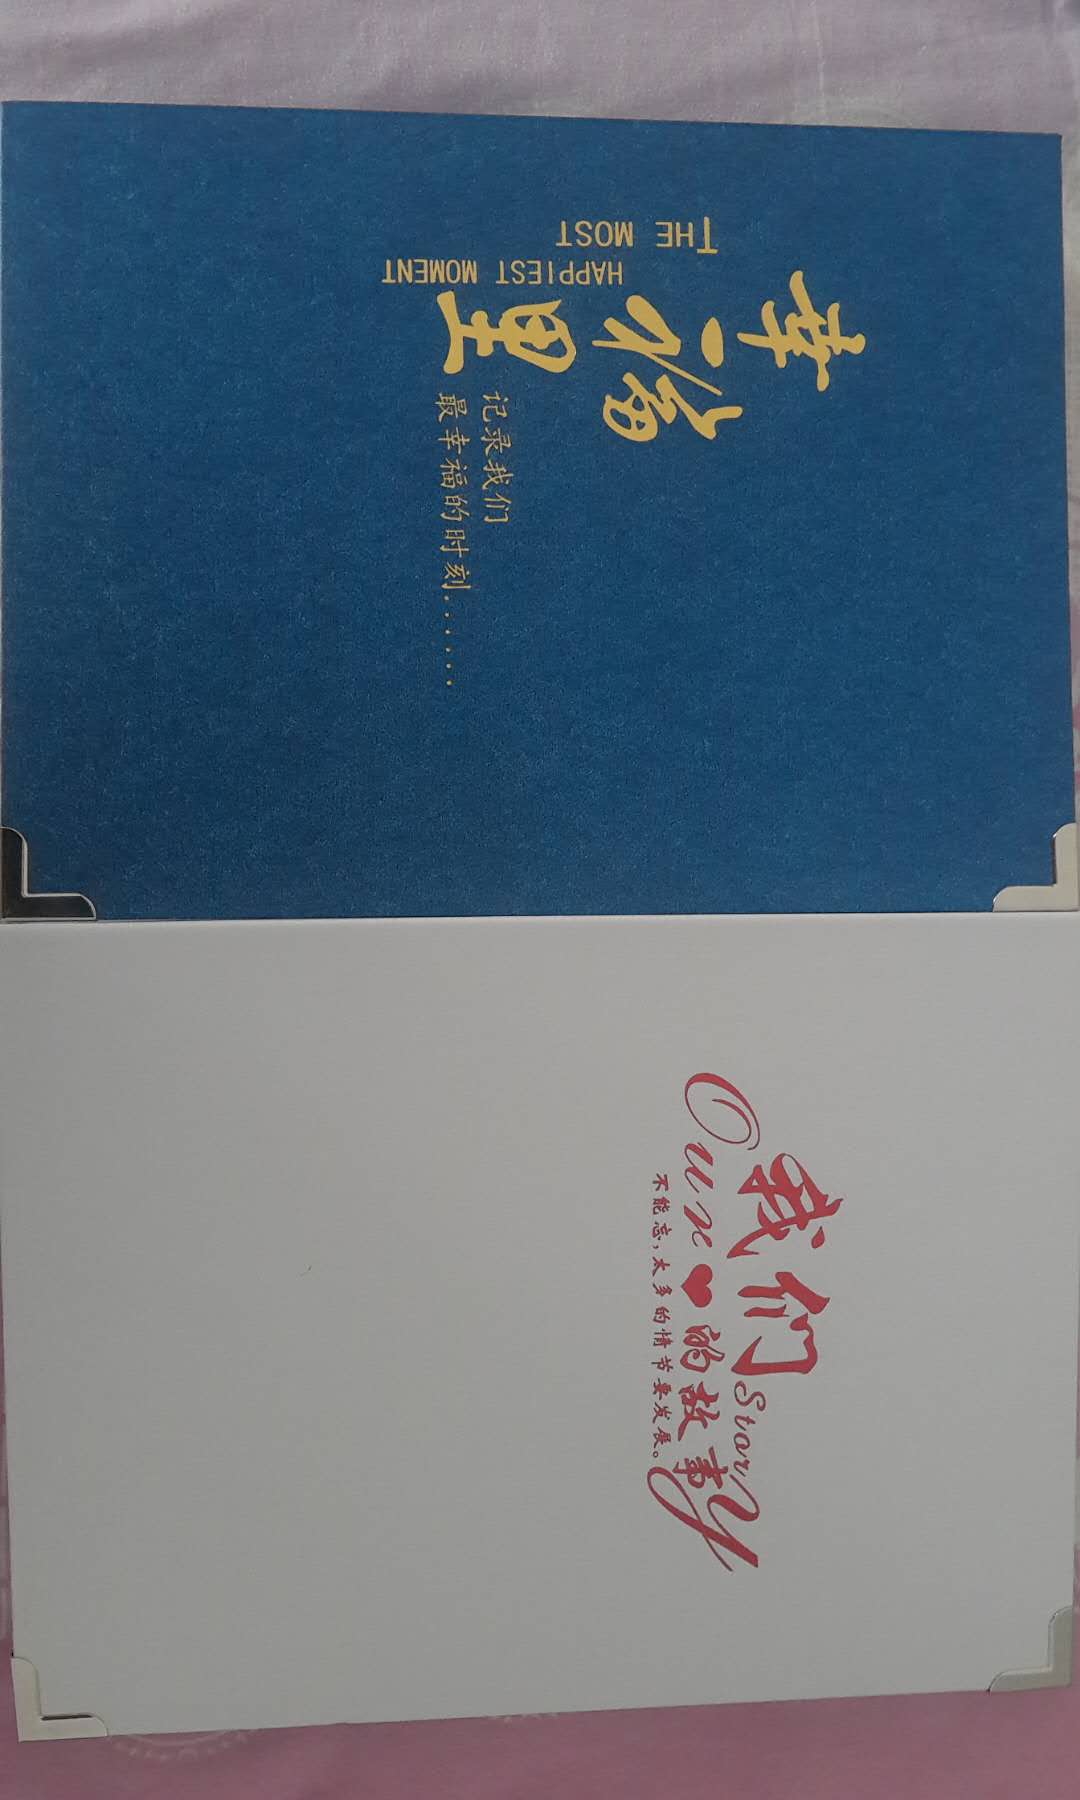 THE MOST
HAPPIEST MOMENT
幸福里
记录我们
最幸福的时刻......
我们
Story
Our♥的故事
不能忘，太多的情节要发展。